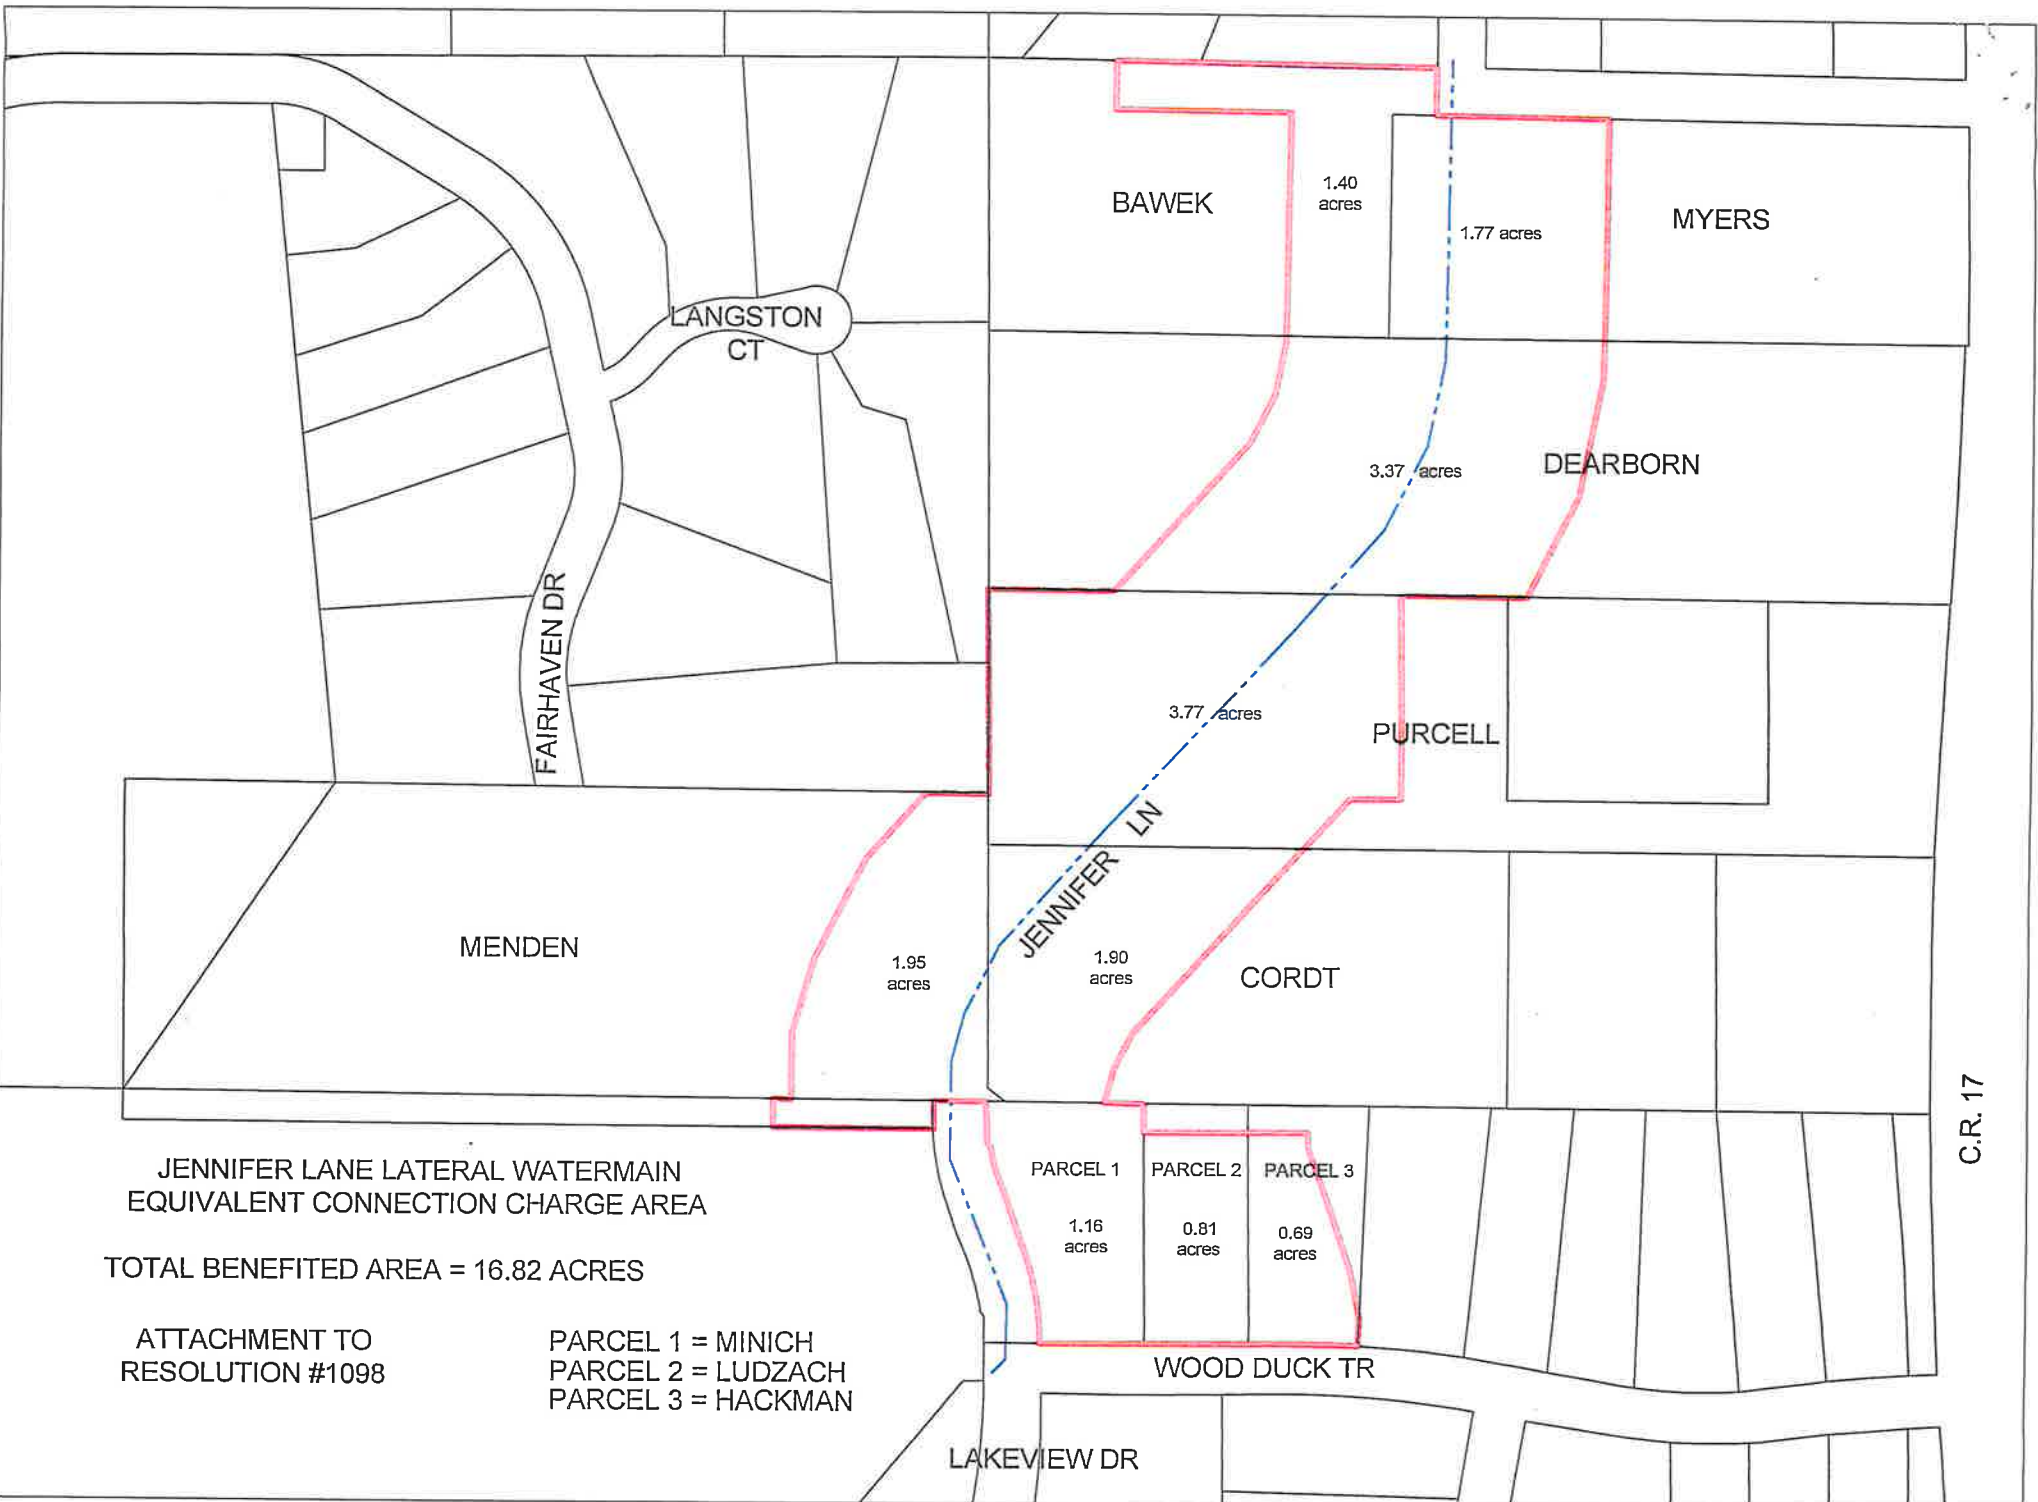 BAWEK
1.40
acres
1.77 acres
MYERS
LANGSTON
CT
3.37 acres
DEARBORN
FAIRHAVEN DR
3.77 acres
PURCELL
JENNIFER LN
MENDEN
1.95
acres
1.90
acres
CORDT
C.R. 17
PARCEL 1
PARCEL 2
PARCEL 3
1.16
acres
0.81
acres
0.69
acres
JENNIFER LANE LATERAL WATERMAIN
EQUIVALENT CONNECTION CHARGE AREA
TOTAL BENEFITED AREA = 16.82 ACRES
ATTACHMENT TO
RESOLUTION #1098
PARCEL 1 = MINICH
PARCEL 2 = LUDZACH
PARCEL 3 = HACKMAN
WOOD DUCK TR
LAKEVIEW DR